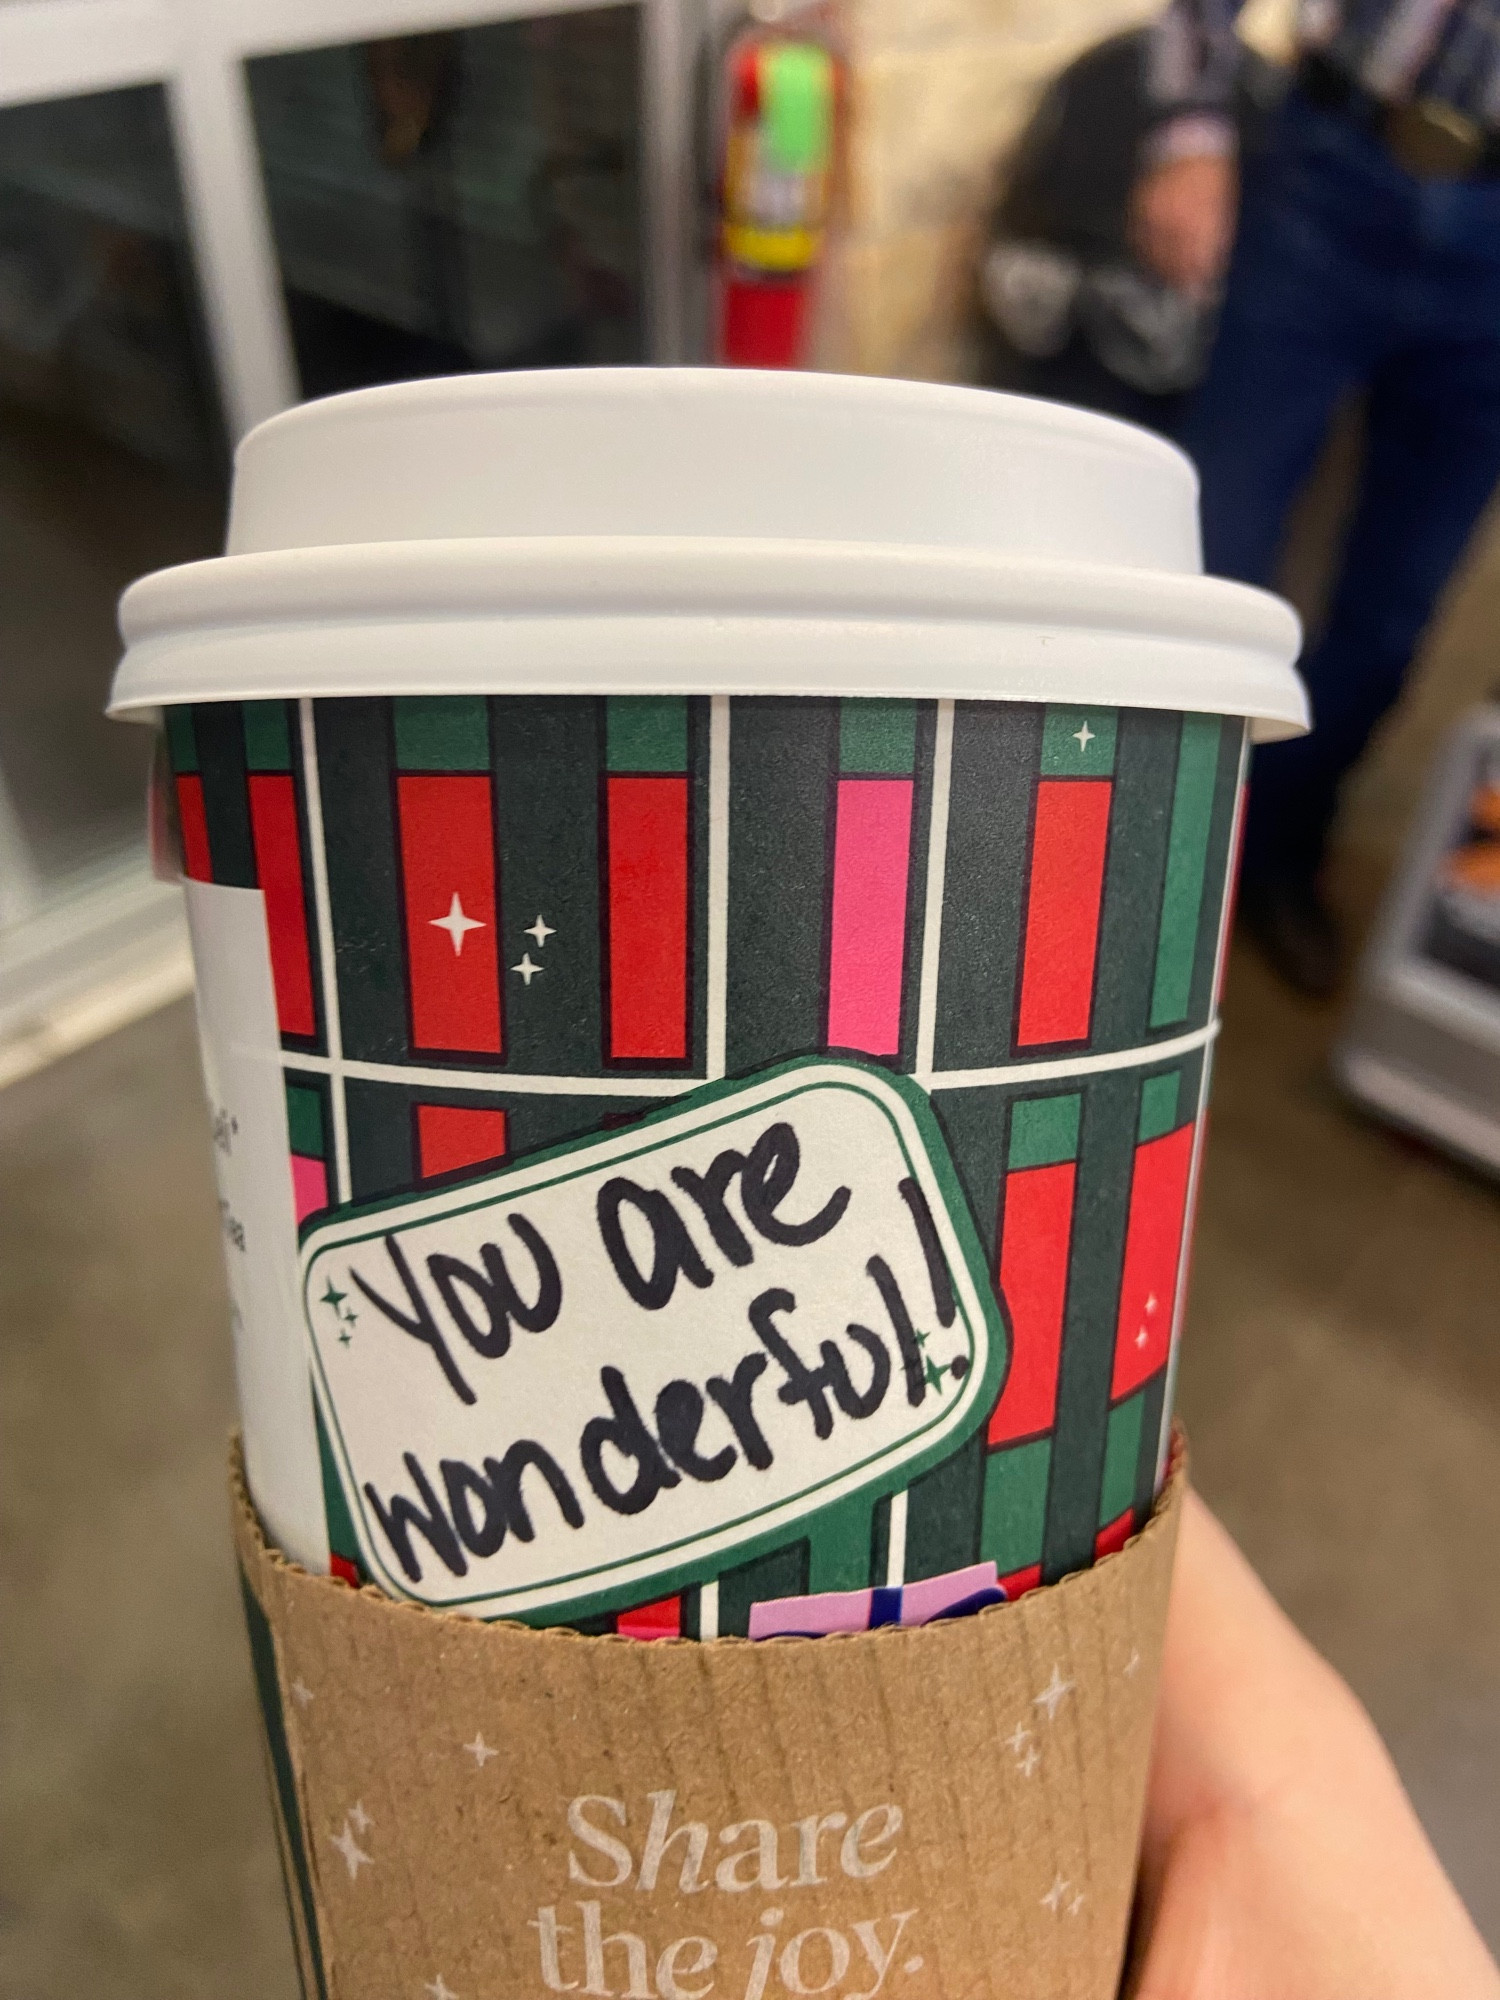 You are
wonderful!
Share
the joy.